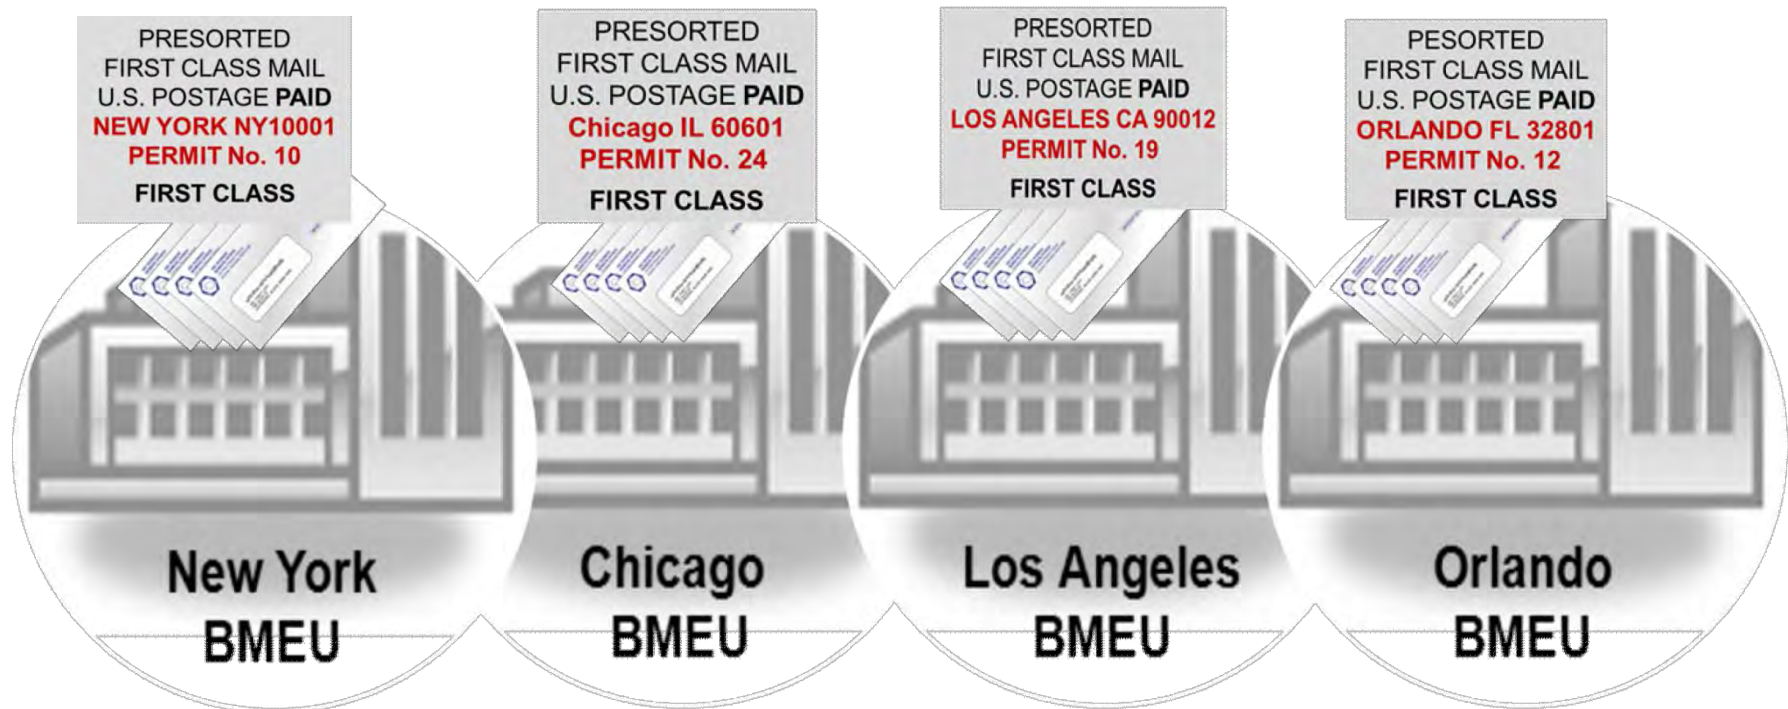 PRESORTED
FIRST CLASS MAIL
U.S. POSTAGE PAID
NEW YORK NY10001
PERMIT No. 10
FIRST CLASS
PRESORTED
FIRST CLASS MAIL
U.S. POSTAGE PAID
Chicago IL 60601
PERMIT No. 24
FIRST CLASS
PRESORTED
FIRST CLASS MAIL
U.S. POSTAGE PAID
LOS ANGELES CA 90012
PERMIT No. 19
FIRST CLASS
PESORTED
FIRST CLASS MAIL
U.S. POSTAGE PAID
ORLANDO FL 32801
PERMIT No. 12
FIRST CLASS
New York
BMEU
Chicago
BMEU
Los Angeles
BMEU
Orlando
BMEU